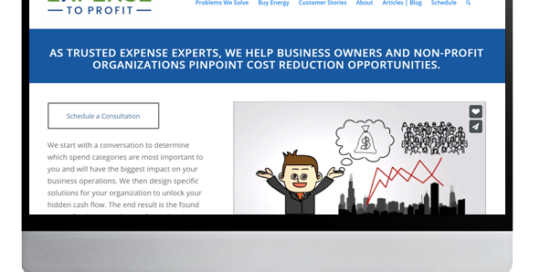 EXPENSE
TO PROFIT
Problems We Solve Buy Energy Customer Stories About Articles | Blog Schedule
AS TRUSTED EXPENSE EXPERTS, WE HELP BUSINESS OWNERS AND NON-PROFIT
ORGANIZATIONS PINPOINT COST REDUCTION OPPORTUNITIES.
Schedule a Consultation
We start with a conversation to determine
which spend categories are most important to
you and will have the biggest impact on your
business operations. We then design specific
solutions for your organization to unlock your
hidden cash flow. The end result is the found